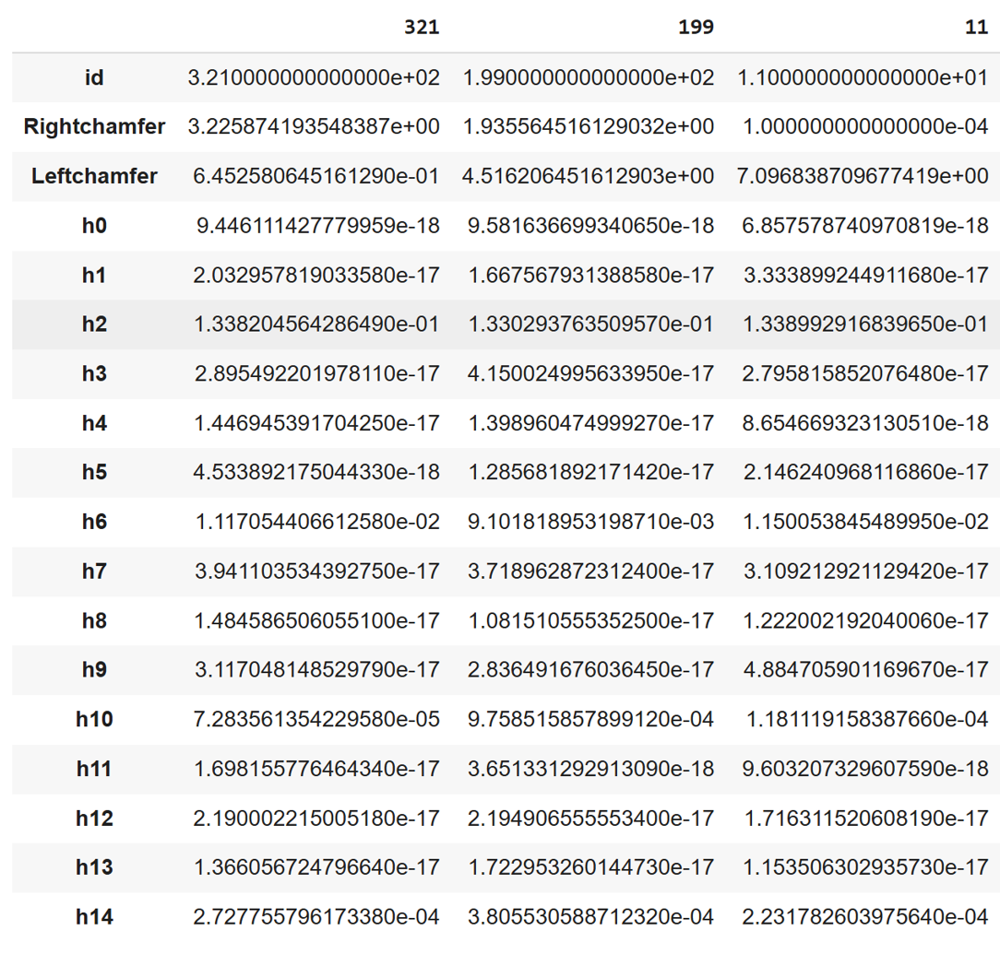 321 199 11
id 3.210000000000000e+02 1.990000000000000e+02 1.100000000000000e+01
Rightchamfer 3.225874193548387e+00 1.935564516129032e+00 1.000000000000000e-04
Leftchamfer 6.452580645161290e-01 4.516206451612903e+00 7.096838709677419e+00
h0 9.446111427779959e-18 9.581636699340650e-18 6.857578740970819e-18
h1 2.032957819033580e-17 1.667567931388580e-17 3.333899244911680e-17
h2 1.338204564286490e-01 1.330293763509570e-01 1.338992916839650e-01
h3 2.895492201978110e-17 4.150024995633950e-17 2.795815852076480e-17
h4 1.446945391704250e-17 1.398960474999270e-17 8.654669323130510e-18
h5 4.533892175044330e-18 1.285681892171420e-17 2.146240968116860e-17
h6 1.117054406612580e-02 9.101818953198710e-03 1.150053845489950e-02
h7 3.941103534392750e-17 3.718962872312400e-17 3.109212921129420e-17
h8 1.484586506055100e-17 1.081510555352500e-17 1.222002192040060e-17
h9 3.117048148529790e-17 2.836491676036450e-17 4.884705901169670e-17
h10 7.283561354229580e-05 9.758515857899120e-04 1.181119158387660e-04
h11 1.698155776464340e-17 3.651331292913090e-18 9.603207329607590e-18
h12 2.190002215005180e-17 2.194906555553400e-17 1.716311520608190e-17
h13 1.366056724796640e-17 1.722953260144730e-17 1.153506302935730e-17
h14 2.727755796173380e-04 3.805530588712320e-04 2.231782603975640e-04